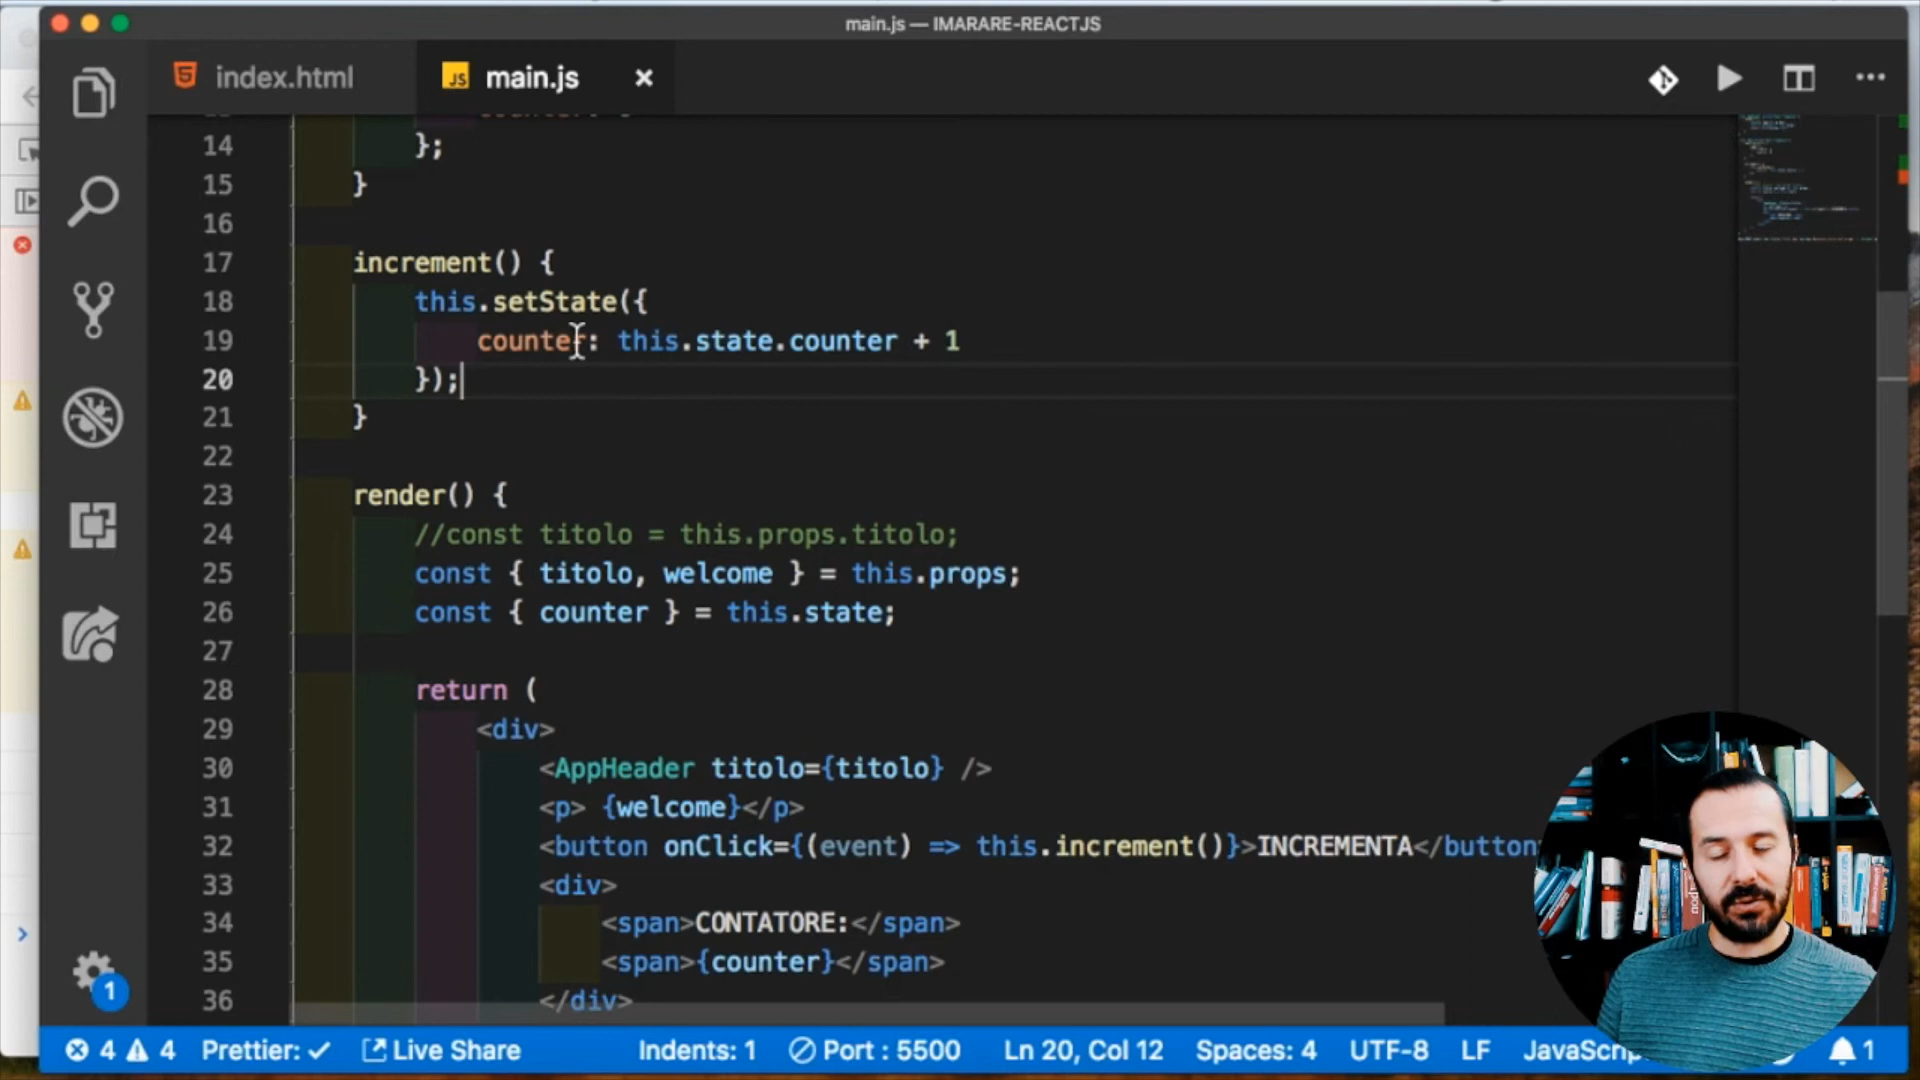 main.js — IMARARE-REACTJS
index.html
JS main.js
14 };
15 }
16
17 increment() {
18 this.setState({
19 counter: this.state.counter + 1
20 });
21 }
22
23 render() {
24 //const titolo = this.props.titolo;
25 const { titolo, welcome } = this.props;
26 const { counter } = this.state;
27
28 return (
29 <div>
30 <AppHeader titolo={titolo} />
31 <p> {welcome}</p>
32 <button onClick={(event) => this.increment()}>INCREMENTA</button>
33 <div>
34 <span>CONTATORE:</span>
35 <span>{counter}</span>
36 </div>
1
4 4 Prettier: ✓ Live Share Indents: 1 Port : 5500 Ln 20, Col 12 Spaces: 4 UTF-8 LF JavaScrip 1